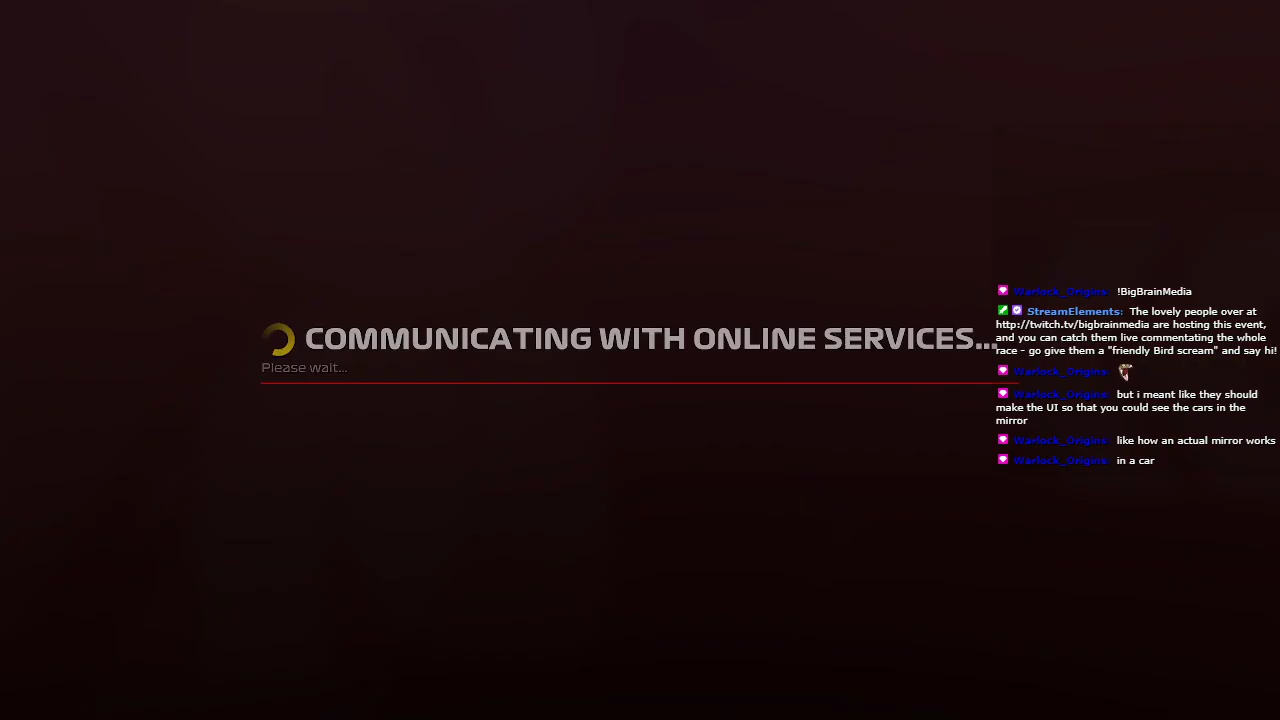 COMMUNICATING WITH ONLINE SERVICES...
Please wait...
Warlock_Origins: !BigBrainMedia
StreamElements: The lovely people over at
http://twitch.tv/bigbrainmedia are hosting this event,
and you can catch them live commentating the whole
race - go give them a "friendly Bird scream" and say hi!
Warlock_Origins:
Warlock_Origins: but i meant like they should
make the UI so that you could see the cars in the
mirror
Warlock_Origins: like how an actual mirror works
Warlock_Origins: in a car